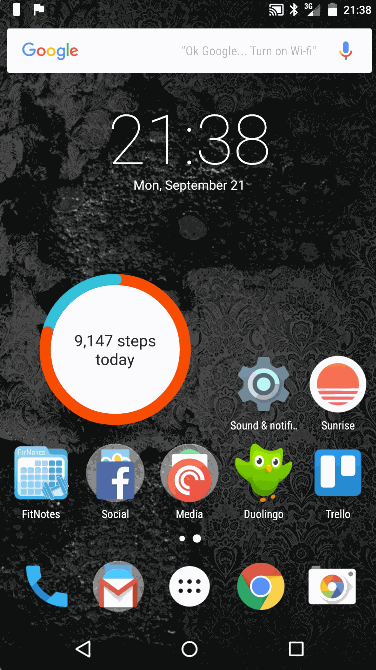 3G
21:38
Google
"Ok Google... Turn on Wi-fi"
21:38
Mon, September 21
9,147 steps
today
Sound & notifi..
Sunrise
FitNotes
FitNotes
Social
Media
Duolingo
Trello